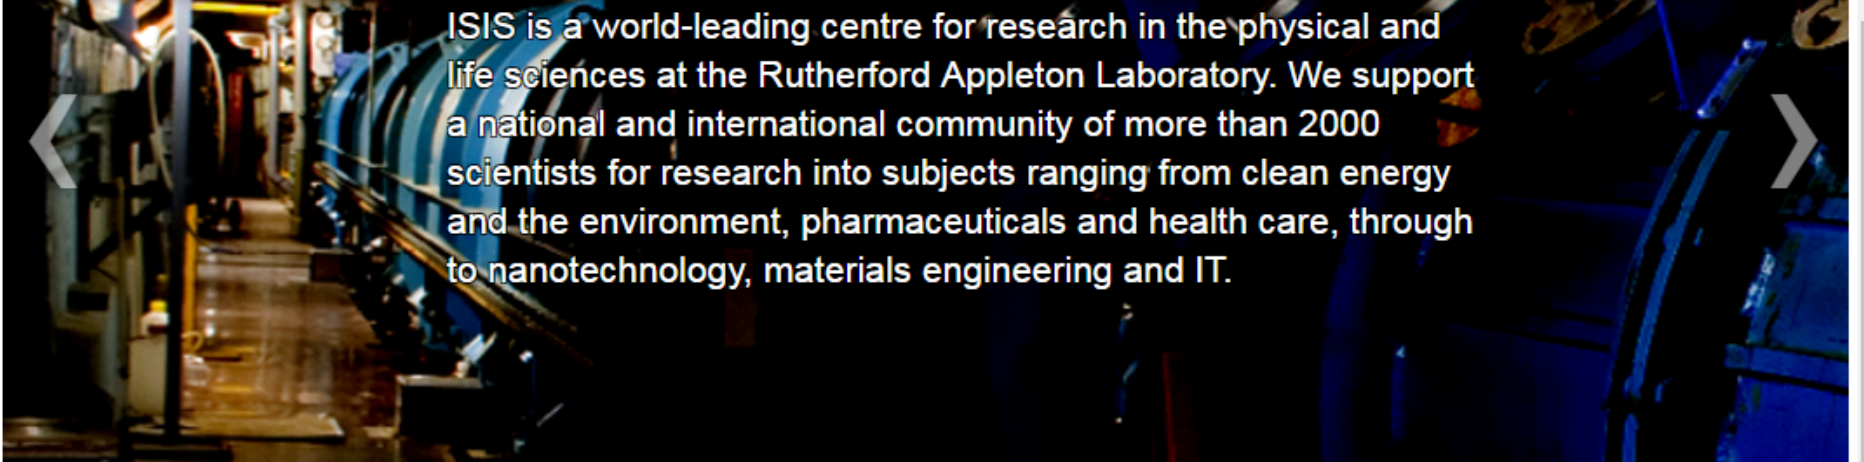 ISIS is a world-leading centre for research in the physical and
life sciences at the Rutherford Appleton Laboratory. We support
a national and international community of more than 2000
scientists for research into subjects ranging from clean energy
and the environment, pharmaceuticals and health care, through
to nanotechnology, materials engineering and IT.